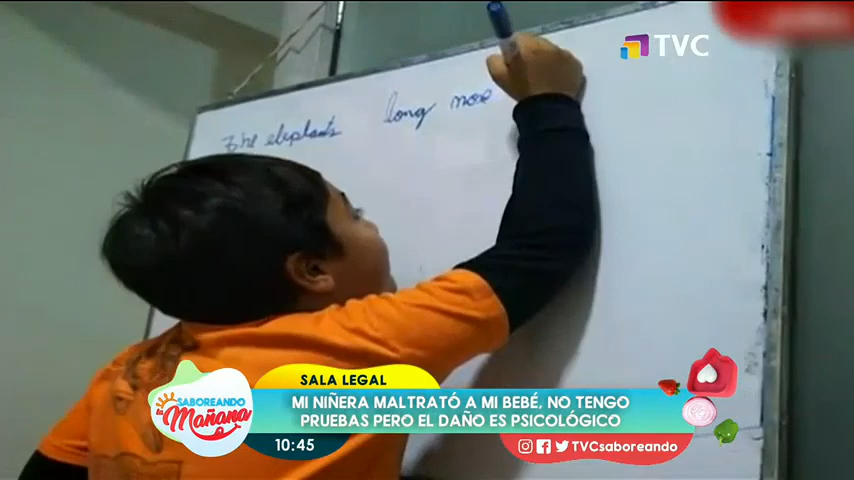 TVC
The elephants long nose
SALA LEGAL
SABOREANDO
Mañana
MI NIÑERA MALTRATÓ A MI BEBÉ, NO TENGO
PRUEBAS PERO EL DAÑO ES PSICOLÓGICO
10:45
TVCsaboreando